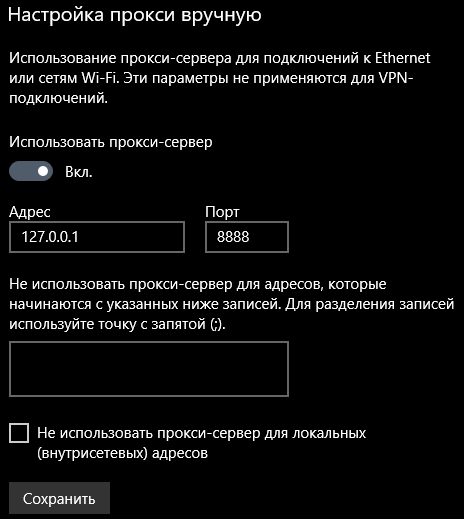 Настройка прокси вручную
Использование прокси-сервера для подключений к Ethernet
или сетям Wi-Fi. Эти параметры не применяются для VPN-
подключений.
Использовать прокси-сервер
Вкл.
Адрес Порт
127.0.0.1 8888
Не использовать прокси-сервер для адресов, которые
начинаются с указанных ниже записей. Для разделения записей
используйте точку с запятой (;).
Не использовать прокси-сервер для локальных
(внутрисетевых) адресов
Сохранить